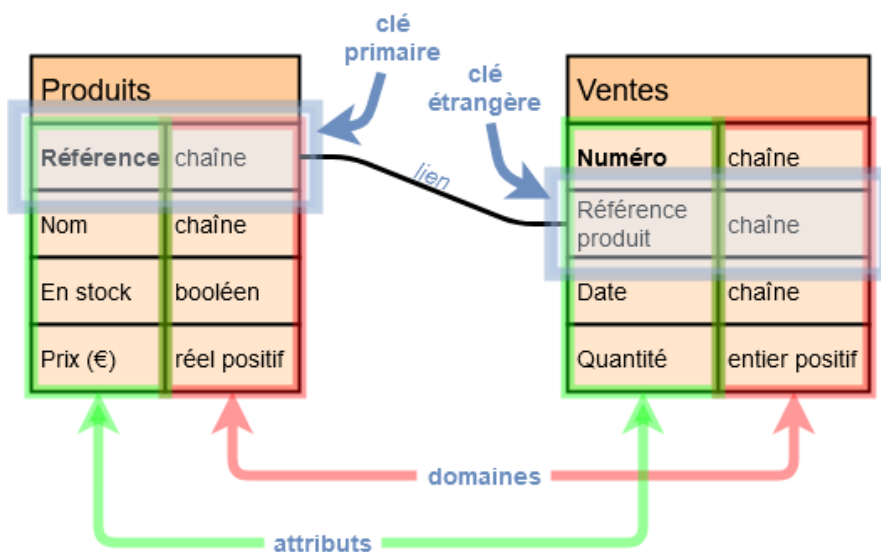 clé
primaire
clé
étrangère
Produits
Référence chaîne
Nom chaîne
En stock booléen
Prix (€) réel positif
lien
Ventes
Numéro chaîne
Référence
produit
chaîne
Date chaîne
Quantité entier positif
domaines
attributs